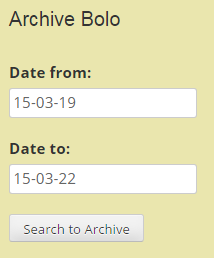 Archive Bolo
Date from:
15-03-19
Date to:
15-03-22
Search to Archive